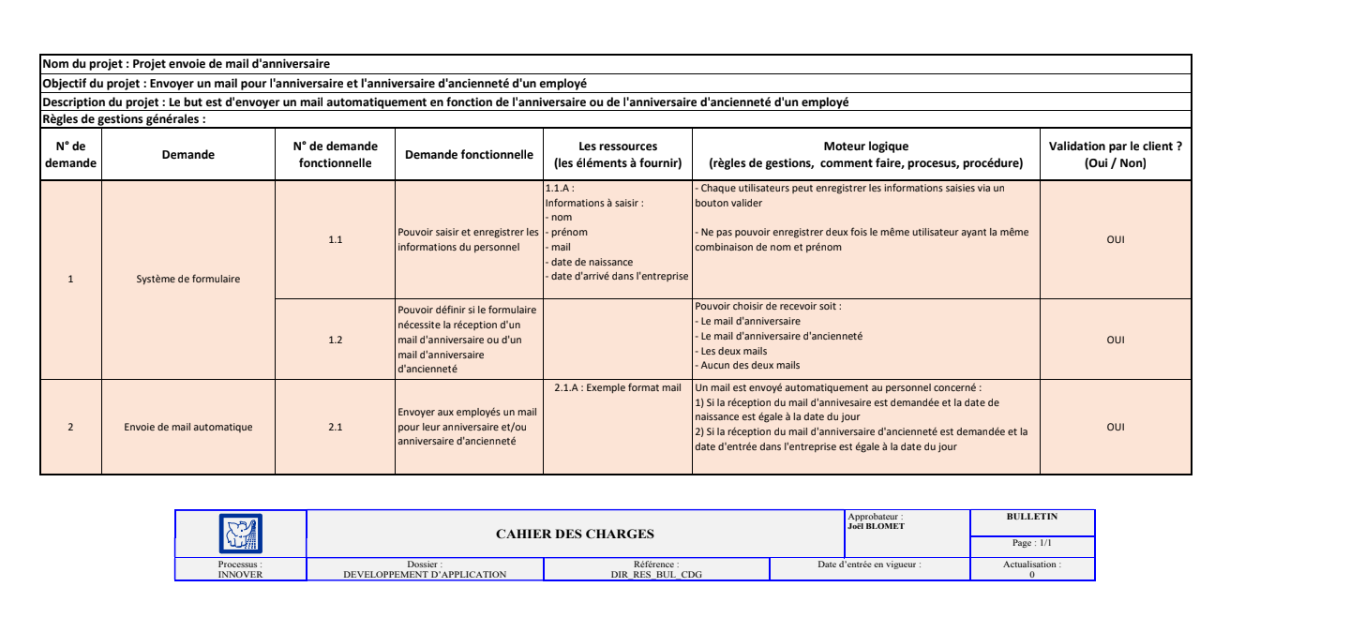 Nom du projet : Projet envoie de mail d'anniversaire
Objectif du projet : Envoyer un mail pour l'anniversaire et l'anniversaire d'ancienneté d'un employé
Description du projet : Le but est d'envoyer un mail automatiquement en fonction de l'anniversaire ou de l'anniversaire d'ancienneté d'un employé
Règles de gestions générales :
N° de
demande
Demande
N° de demande
fonctionnelle
Demande fonctionnelle
Les ressources
(les éléments à fournir)
Moteur logique
(règles de gestions, comment faire, procesus, procédure)
Validation par le client ?
(Oui / Non)
1
Système de formulaire
1.1
Pouvoir saisir et enregistrer les
informations du personnel
1.1.A :
Informations à saisir :
- nom
- prénom
- mail
- date de naissance
- date d'arrivé dans l'entreprise
- Chaque utilisateurs peut enregistrer les informations saisies via un
bouton valider
- Ne pas pouvoir enregistrer deux fois le même utilisateur ayant la même
combinaison de nom et prénom
OUI
1.2
Pouvoir définir si le formulaire
nécessite la réception d'un
mail d'anniversaire ou d'un
mail d'anniversaire
d'ancienneté
Pouvoir choisir de recevoir soit :
- Le mail d'anniversaire
- Le mail d'anniversaire d'ancienneté
- Les deux mails
- Aucun des deux mails
OUI
2
Envoie de mail automatique
2.1
Envoyer aux employés un mail
pour leur anniversaire et/ou
anniversaire d'ancienneté
2.1.A : Exemple format mail
Un mail est envoyé automatiquement au personnel concerné :
1) Si la réception du mail d'annivesaire est demandée et la date de
naissance est égale à la date du jour
2) Si la réception du mail d'anniversaire d'ancienneté est demandée et la
date d'entrée dans l'entreprise est égale à la date du jour
OUI
CAHIER DES CHARGES
Approbateur :
Joël BLOMET
BULLETIN
Page : 1/1
Processus :
INNOVER
Dossier :
DEVELOPPEMENT D'APPLICATION
Référence :
DIR_RES_BUL_CDG
Date d'entrée en vigueur :
Actualisation :
0